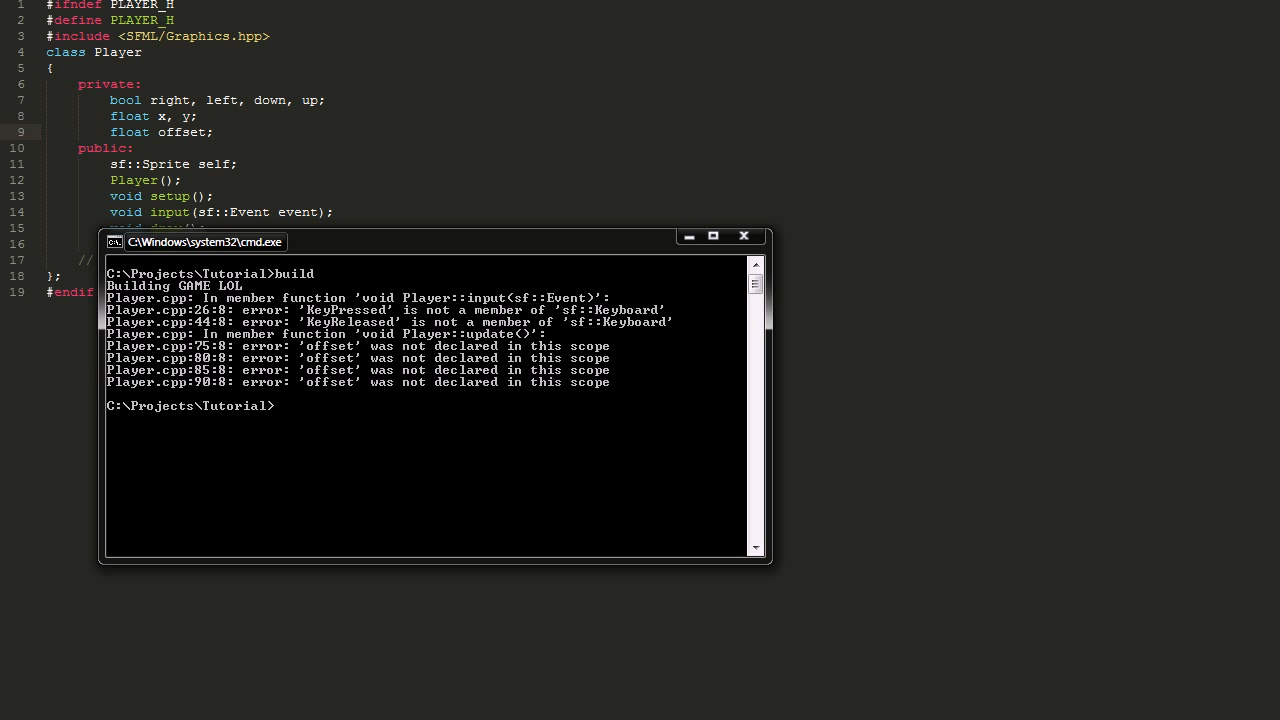 1 #ifndef PLAYER_H
2 #define PLAYER_H
3 #include <SFML/Graphics.hpp>
4 class Player
5 {
6 private:
7 bool right, left, down, up;
8 float x, y;
9 float offset;
10 public:
11 sf::Sprite self;
12 Player();
13 void setup();
14 void input(sf::Event event);
15
16
17 //
18 };
19 #endif
C:\Windows\system32\cmd.exe
C:\Projects\Tutorial>build
Building GAME LOL
Player.cpp: In member function 'void Player::input(sf::Event)':
Player.cpp:26:8: error: 'KeyPressed' is not a member of 'sf::Keyboard'
Player.cpp:44:8: error: 'KeyReleased' is not a member of 'sf::Keyboard'
Player.cpp: In member function 'void Player::update()':
Player.cpp:75:8: error: 'offset' was not declared in this scope
Player.cpp:80:8: error: 'offset' was not declared in this scope
Player.cpp:85:8: error: 'offset' was not declared in this scope
Player.cpp:90:8: error: 'offset' was not declared in this scope
C:\Projects\Tutorial>